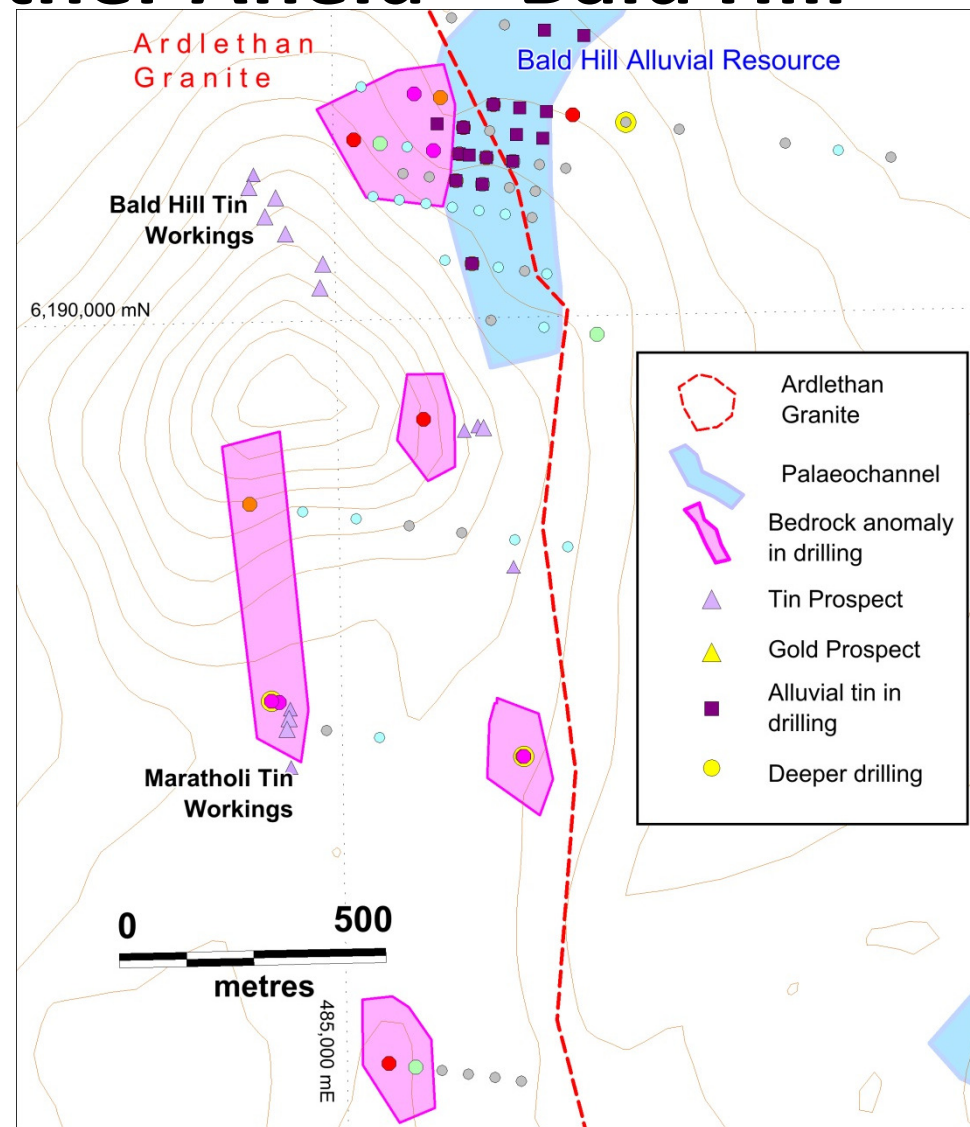 Bald Hill
Ardlethan
Granite
Bald Hill Alluvial Resource
Bald Hill Tin
Workings
6,190,000 mN
Ardlethan
Granite
Palaeochannel
Bedrock anomaly
in drilling
Tin Prospect
Gold Prospect
Alluvial tin in
drilling
Deeper drilling
Maratholi Tin
Workings
0 500
metres
485,000 mE